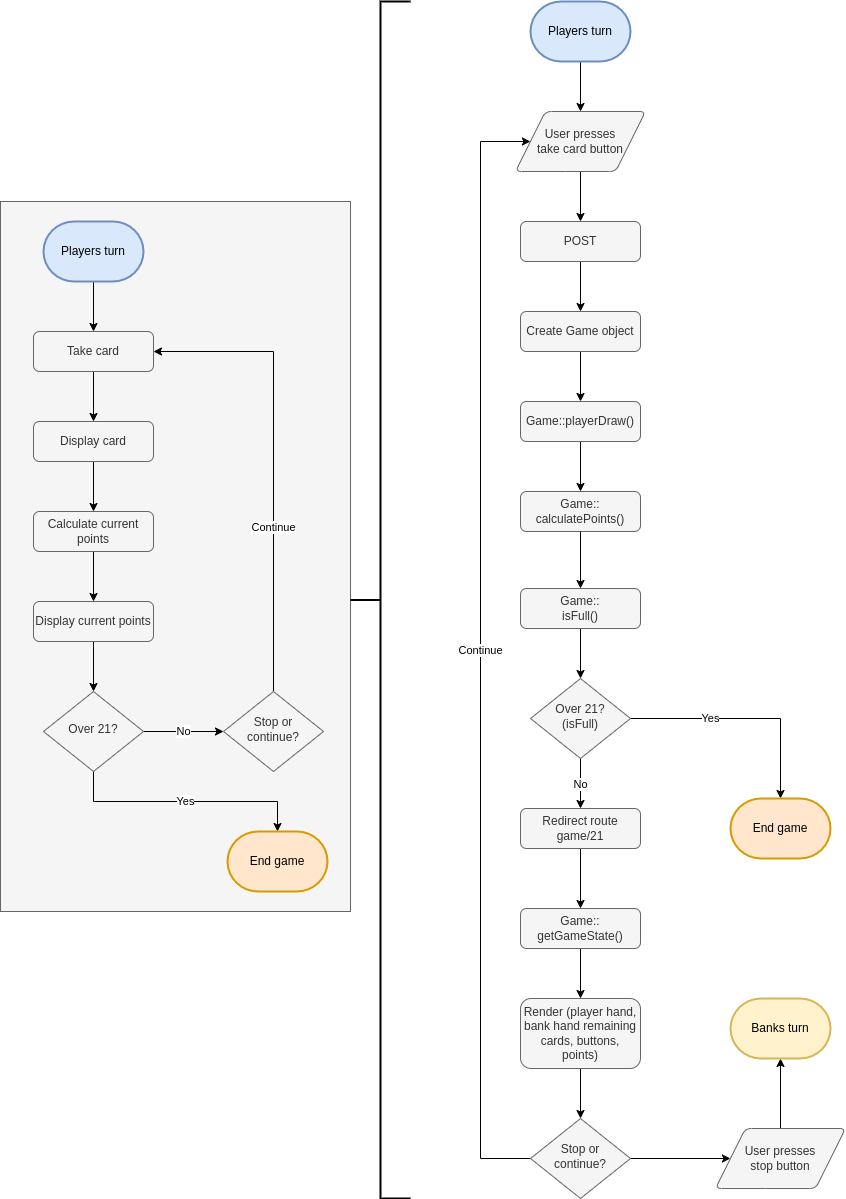 Players turn
Take card
Display card
Calculate current
points
Display current points
Over 21?
No
Stop or
continue?
Continue
Yes
End game
Players turn
User presses
take card button
POST
Create Game object
Game::playerDraw()
Game::
calculatePoints()
Game::
isFull()
Continue
Over 21?
(isFull)
Yes
No
End game
Redirect route
game/21
Game::
getGameState()
Render (player hand,
bank hand remaining
cards, buttons,
points)
Banks turn
Stop or
continue?
User presses
stop button